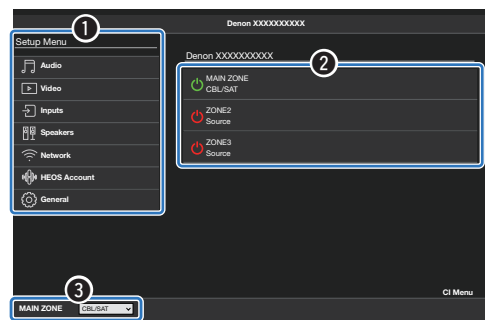 Denon XXXXXXXXXX
1
Setup Menu
Audio
Video
Inputs
Speakers
Network
HEOS Account
General
Denon XXXXXXXXXX
2
MAIN ZONE
CBL/SAT
ZONE2
Source
ZONE3
Source
CI Menu
3
MAIN ZONE CBL/SAT